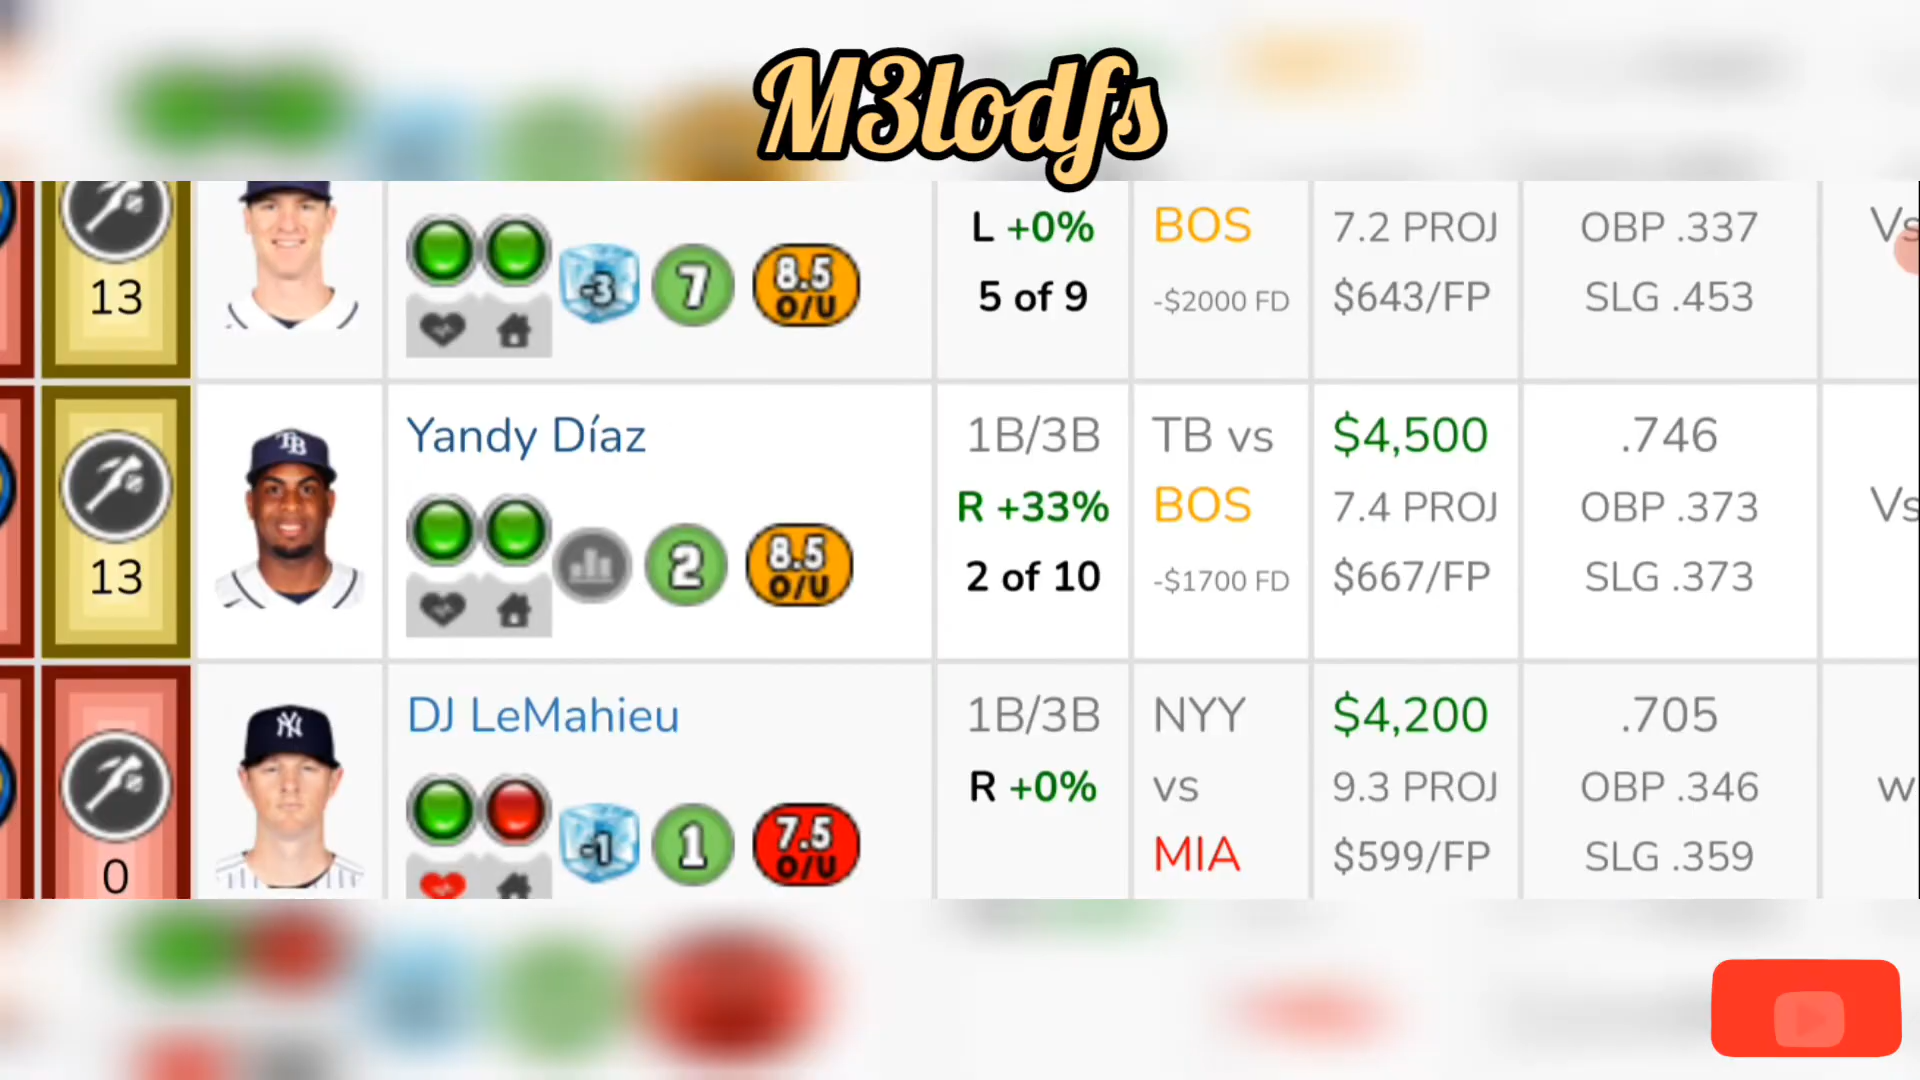 M3lodfs
13
-3
7
8.5
O/U
L +0%
5 of 9
BOS
-$2000 FD
7.2 PROJ
$643/FP
OBP .337
SLG .453
Vs
13
TB
Yandy Díaz
2
8.5
O/U
1B/3B
R +33%
2 of 10
TB vs
BOS
-$1700 FD
$4,500
7.4 PROJ
$667/FP
.746
OBP .373
SLG .373
Vs
0
NY
DJ LeMahieu
-1
1
7.5
O/U
1B/3B
R +0%
NYY
vs
MIA
$4,200
9.3 PROJ
$599/FP
.705
OBP .346
SLG .359
w